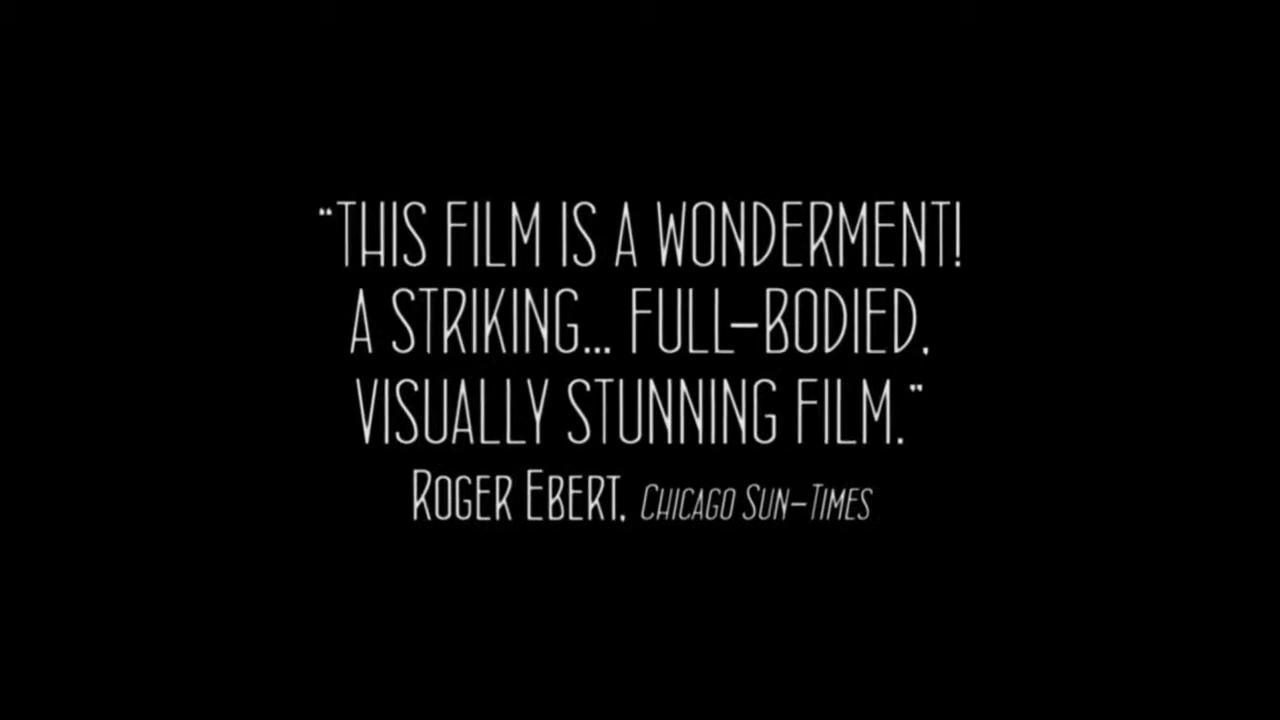 “THIS FILM IS A WONDERMENT!
A STRIKING... FULL-BODIED,
VISUALLY STUNNING FILM.”
ROGER EBERT, CHICAGO SUN-TIMES